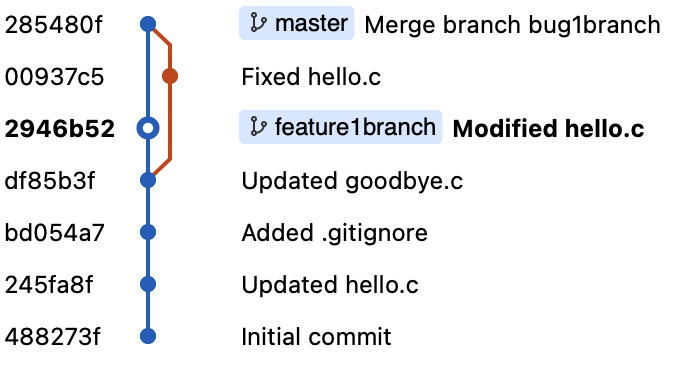 285480f master Merge branch bug1branch
00937c5 Fixed hello.c
2946b52 feature1branch Modified hello.c
df85b3f Updated goodbye.c
bd054a7 Added .gitignore
245fa8f Updated hello.c
488273f Initial commit